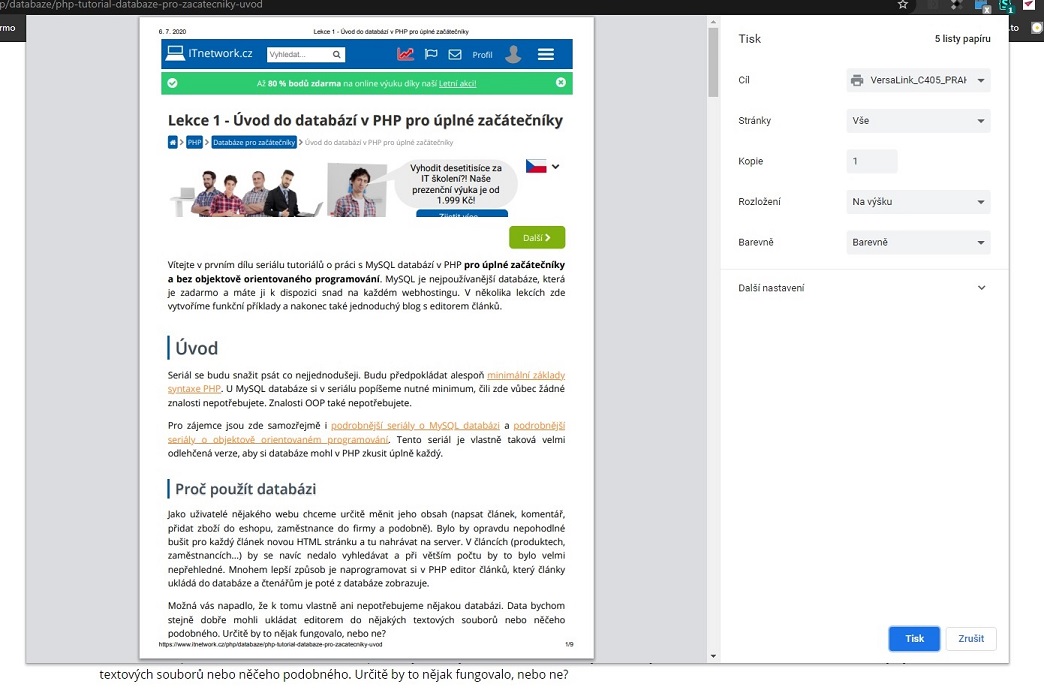 p/databaze/php-tutorial-databaze-pro-zacatecniky-uvod
rmo
.to
6. 7. 2020
Lekce 1 - Úvod do databází v PHP pro úplné začátečníky
ITnetwork.cz
Vyhledat...
Profil
Až 80 % bodů zdarma na online výuku díky naší Letní akci!
Lekce 1 - Úvod do databází v PHP pro úplné začátečníky
PHP
Databáze pro začátečníky
Úvod do databází v PHP pro úplné začátečníky
Vyhodit desetitisíce za
IT školení?! Naše
prezenční výuka je od
1.999 Kč!
Zjistit více
Další
Vítejte v prvním dílu seriálu tutoriálů o práci s MySQL databází v PHP pro úplné začátečníky
a bez objektově orientovaného programování. MySQL je nejpoužívanější databáze, která
je zadarmo a máte ji k dispozici snad na každém webhostingu. V několika lekcích zde
vytvoříme funkční příklady a nakonec také jednoduchý blog s editorem článků.
Úvod
Seriál se budu snažit psát co nejjednodušeji. Budu předpokládat alespoň minimální základy
syntaxe PHP. U MySQL databáze si v seriálu popíšeme nutné minimum, čili zde vůbec žádné
znalosti nepotřebujete. Znalosti OOP také nepotřebujete.
Pro zájemce jsou zde samozřejmě i podrobnější seriály o MySQL databázi a podrobnější
seriály o objektově orientovaném programování. Tento seriál je vlastně taková velmi
odlehčená verze, aby si databáze mohl v PHP zkusit úplně každý.
Proč použít databázi
Jako uživatelé nějakého webu chceme určitě měnit jeho obsah (napsat článek, komentář,
přidat zboží do eshopu, zaměstnance do firmy a podobně). Bylo by opravdu nepohodlné
bušit pro každý článek novou HTML stránku a tu nahrávat na server. V článcích (produktech,
zaměstnancích...) by se navíc nedalo vyhledávat a při větším počtu by to bylo velmi
nepřehledné. Mnohem lepší způsob je naprogramovat si v PHP editor článků, který články
ukládá do databáze a čtenářům je poté z databáze zobrazuje.
Možná vás napadlo, že k tomu vlastně ani nepotřebujeme nějakou databázi. Data bychom
stejně dobře mohli ukládat editorem do nějakých textových souborů nebo něčeho
podobného. Určitě by to nějak fungovalo, nebo ne?
https://www.itnetwork.cz/php/databaze/php-tutorial-databaze-pro-zacatecniky-uvod
1/9
Tisk
5 listy papíru
Cíl
VersaLink_C405_PRAH
Stránky
Vše
Kopie
1
Rozložení
Na výšku
Barevně
Barevně
Další nastavení
Tisk
Zrušit
textových souborů nebo něčeho podobného. Určitě by to nějak fungovalo, nebo ne?